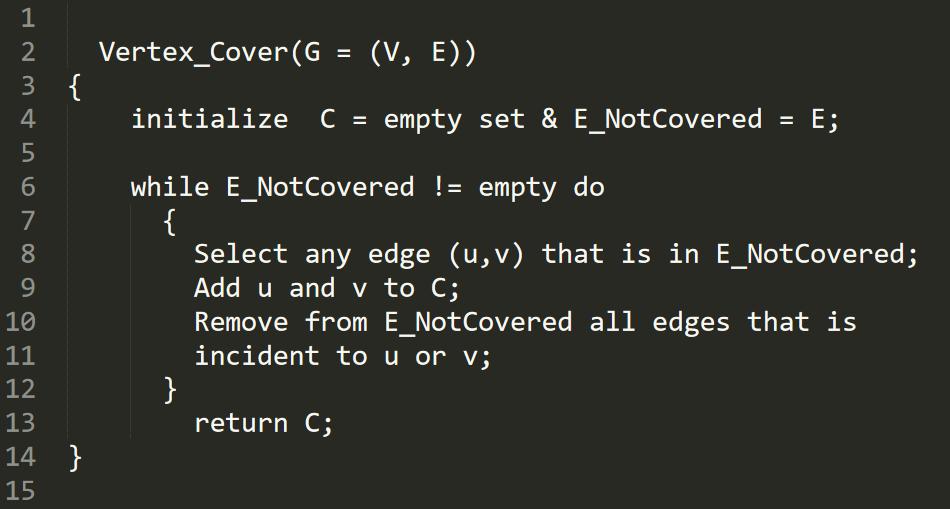 1
2 Vertex_Cover(G = (V, E))
3 {
4 initialize  C = empty set & E_NotCovered = E;
5
6 while E_NotCovered != empty do
7 {
8 Select any edge (u,v) that is in E_NotCovered;
9 Add u and v to C;
10 Remove from E_NotCovered all edges that is
11 incident to u or v;
12 }
13 return C;
14 }
15